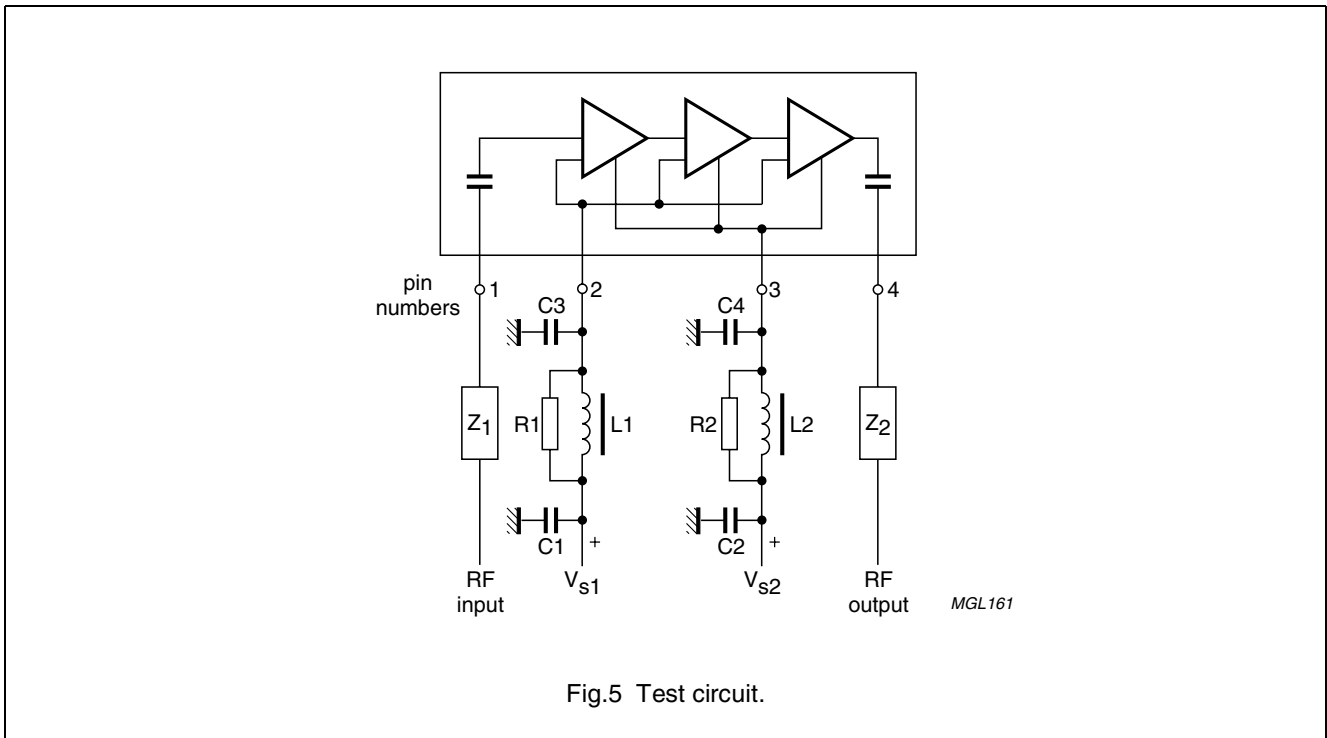 pin
numbers
1
2
3
4
C3
C4
Z1
R1
L1
R2
L2
Z2
C1
+
C2
+
RF
input
Vs1
Vs2
RF
output
MGL161
Fig.5 Test circuit.